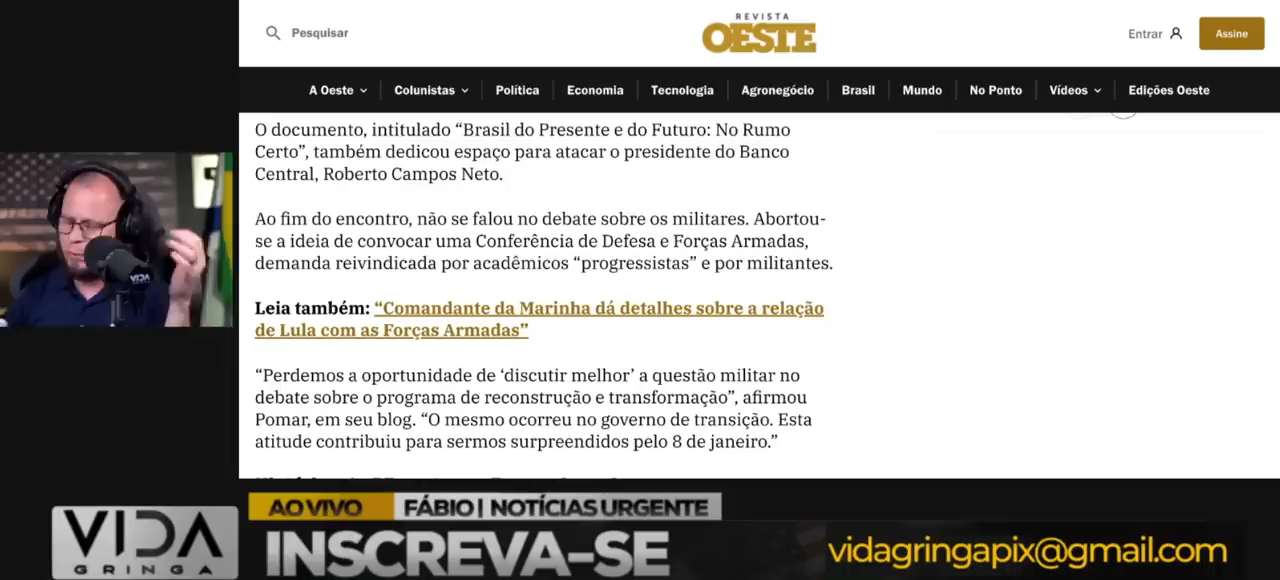 Pesquisar
REVISTA
OESTE
Entrar
Assine
A Oeste
Colunistas
Política
Economia
Tecnologia
Agronegócio
Brasil
Mundo
No Ponto
Vídeos
Edições Oeste
O documento, intitulado “Brasil do Presente e do Futuro: No Rumo
Certo”, também dedicou espaço para atacar o presidente do Banco
Central, Roberto Campos Neto.
Ao fim do encontro, não se falou no debate sobre os militares. Abortou-
se a ideia de convocar uma Conferência de Defesa e Forças Armadas,
demanda reivindicada por acadêmicos “progressistas” e por militantes.
Leia também: “Comandante da Marinha dá detalhes sobre a relação
de Lula com as Forças Armadas”
“Perdemos a oportunidade de ‘discutir melhor’ a questão militar no
debate sobre o programa de reconstrução e transformação”, afirmou
Pomar, em seu blog. “O mesmo ocorreu no governo de transição. Esta
atitude contribuiu para sermos surpreendidos pelo 8 de janeiro.”
VIDA
AO VIVO
FÁBIO | NOTÍCIAS URGENTE
VIDA
GRINGA
INSCREVA-SE
vidagringapix@gmail.com